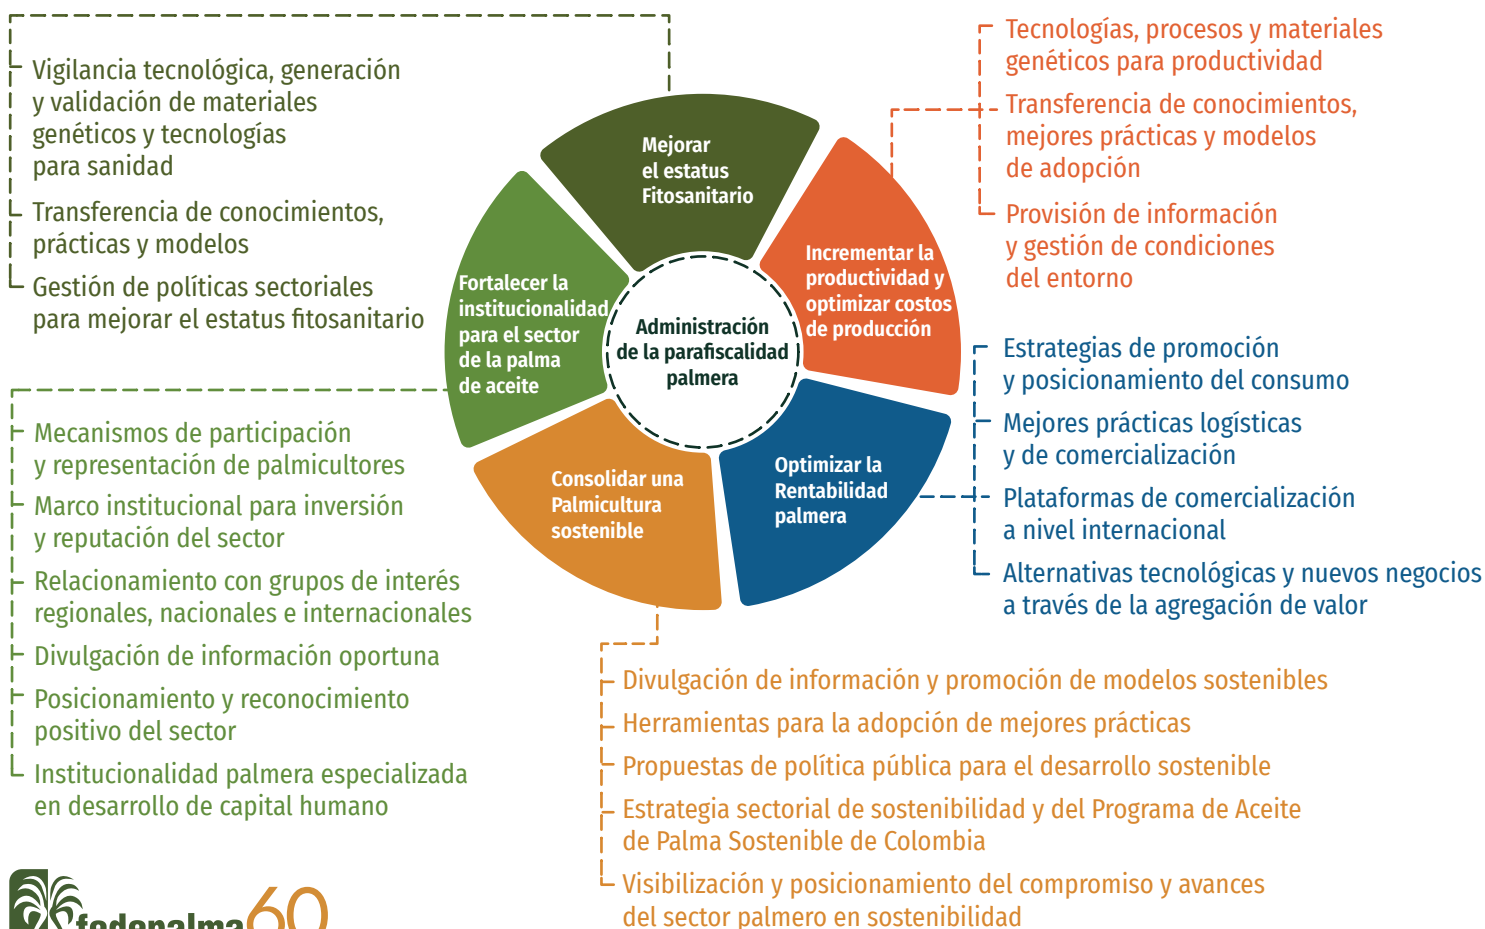 Vigilancia tecnológica, generación
y validación de materiales
genéticos y tecnologías
para sanidad
Transferencia de conocimientos,
prácticas y modelos
Gestión de políticas sectoriales
para mejorar el estatus fitosanitario
Mejorar
el estatus
Fitosanitario
Tecnologías, procesos y materiales
genéticos para productividad
Transferencia de conocimientos,
mejores prácticas y modelos
de adopción
Provisión de información
y gestión de condiciones
del entorno
Incrementar la
productividad y
optimizar costos
de producción
Fortalecer la
institucionalidad
para el sector
de la palma
de aceite
Administración
de la parafiscalidad
palmera
Estrategias de promoción
y posicionamiento del consumo
Mejores prácticas logísticas
y de comercialización
Plataformas de comercialización
a nivel internacional
Alternativas tecnológicas y nuevos negocios
a través de la agregación de valor
Optimizar la
Rentabilidad
palmera
Consolidar una
Palmicultura
sostenible
Mecanismos de participación
y representación de palmicultores
Marco institucional para inversión
y reputación del sector
Relacionamiento con grupos de interés
regionales, nacionales e internacionales
Divulgación de información oportuna
Posicionamiento y reconocimiento
positivo del sector
Institucionalidad palmera especializada
en desarrollo de capital humano
Divulgación de información y promoción de modelos sostenibles
Herramientas para la adopción de mejores prácticas
Propuestas de política pública para el desarrollo sostenible
Estrategia sectorial de sostenibilidad y del Programa de Aceite
de Palma Sostenible de Colombia
Visibilización y posicionamiento del compromiso y avances
del sector palmero en sostenibilidad
fedepalma 60